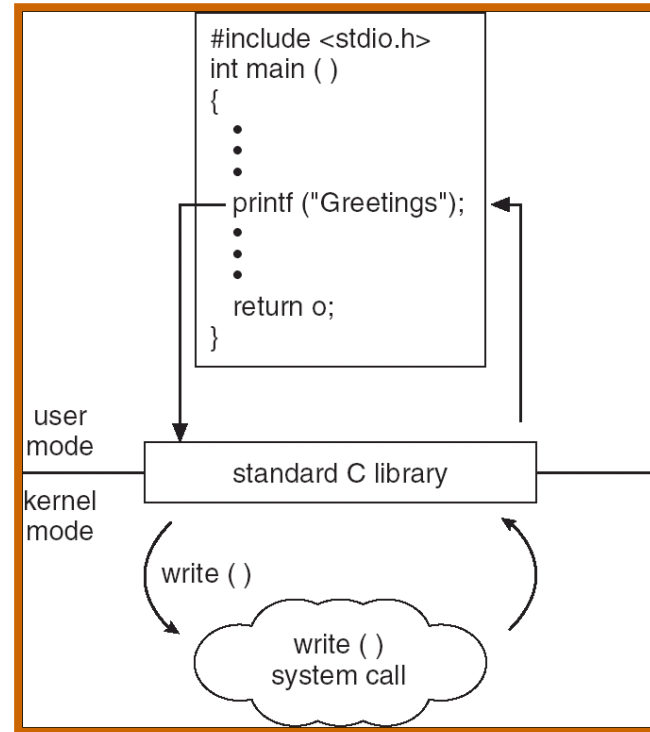 #include <stdio.h>
int main ( )
{
•
•
•
printf ("Greetings");
•
•
•
return o;
}
user
mode
standard C library
kernel
mode
write ( )
write ( )
system call